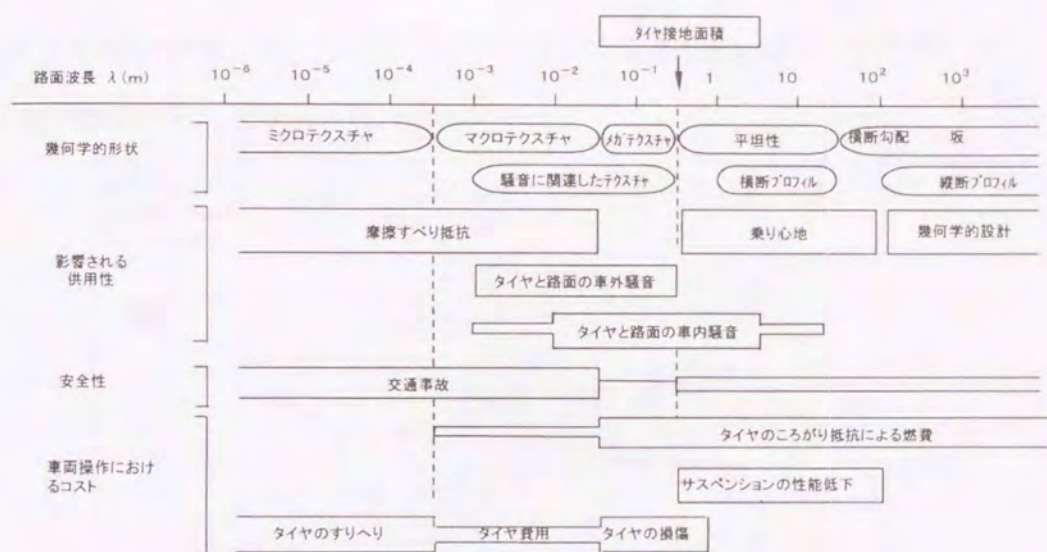 タイヤ接地面積
路面波長 λ (m) 10⁻⁶ 10⁻⁵ 10⁻⁴ 10⁻³ 10⁻² 10⁻¹ 1 10 10² 10³
幾何学的形状
ミクロテクスチャ マクロテクスチャ メガテクスチャ 平坦性 横断勾配 坂
騒音に関連したテクスチャ 横断プロフィル 縦断プロフィル
影響される
供用性
摩擦すべり抵抗 乗り心地 幾何学的設計
タイヤと路面の車外騒音
タイヤと路面の車内騒音
安全性
交通事故
車両操作におけ
るコスト
タイヤのころがり抵抗による燃費
サスペンションの性能低下
タイヤのすりへり タイヤ費用 タイヤの損傷